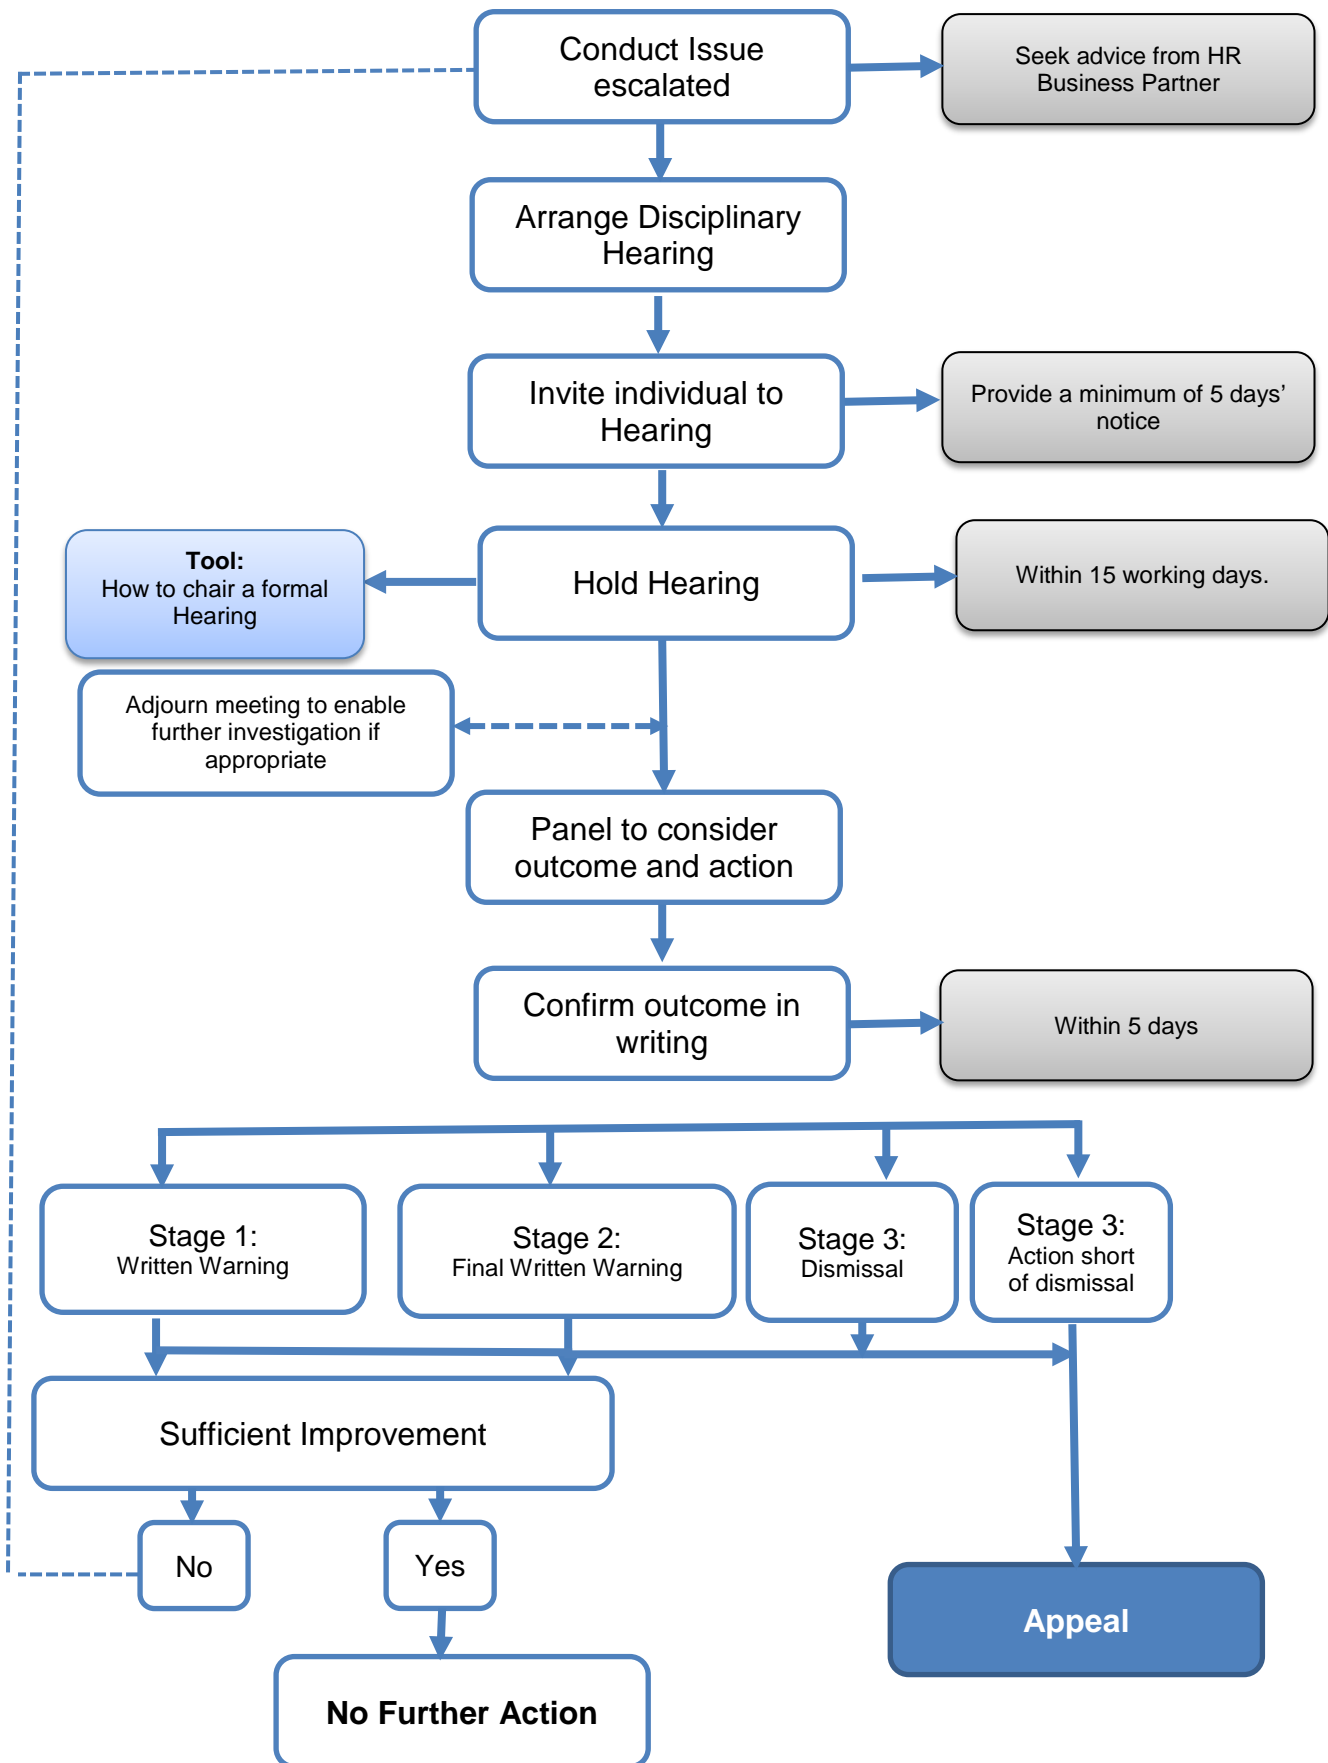 Conduct Issue
escalated
Seek advice from HR
Business Partner
Arrange Disciplinary
Hearing
Invite individual to
Hearing
Provide a minimum of 5 days’
notice
Tool:
How to chair a formal
Hearing
Hold Hearing
Within 15 working days.
Adjourn meeting to enable
further investigation if
appropriate
Panel to consider
outcome and action
Confirm outcome in
writing
Within 5 days
Stage 1:
Written Warning
Stage 2:
Final Written Warning
Stage 3:
Dismissal
Stage 3:
Action short
of dismissal
Sufficient Improvement
No
Yes
Appeal
No Further Action